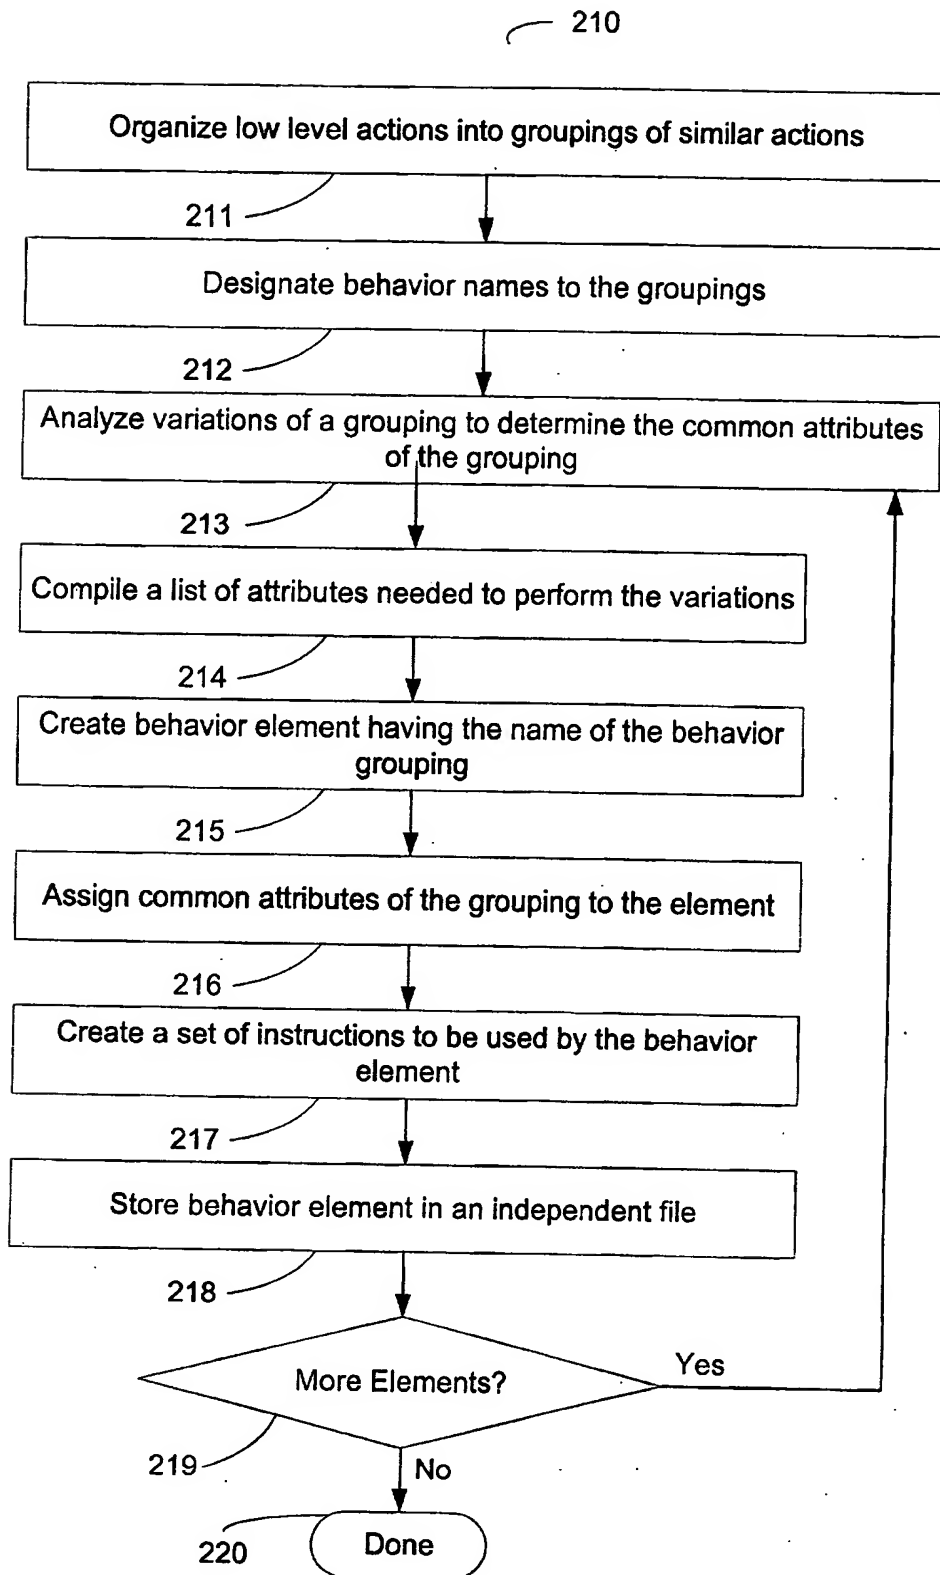 210
Organize low level actions into groupings of similar actions
211
Designate behavior names to the groupings
212
Analyze variations of a grouping to determine the common attributes
of the grouping
213
Compile a list of attributes needed to perform the variations
214
Create behavior element having the name of the behavior
grouping
215
Assign common attributes of the grouping to the element
216
Create a set of instructions to be used by the behavior
element
217
Store behavior element in an independent file
218
More Elements?
Yes
219
No
220
Done